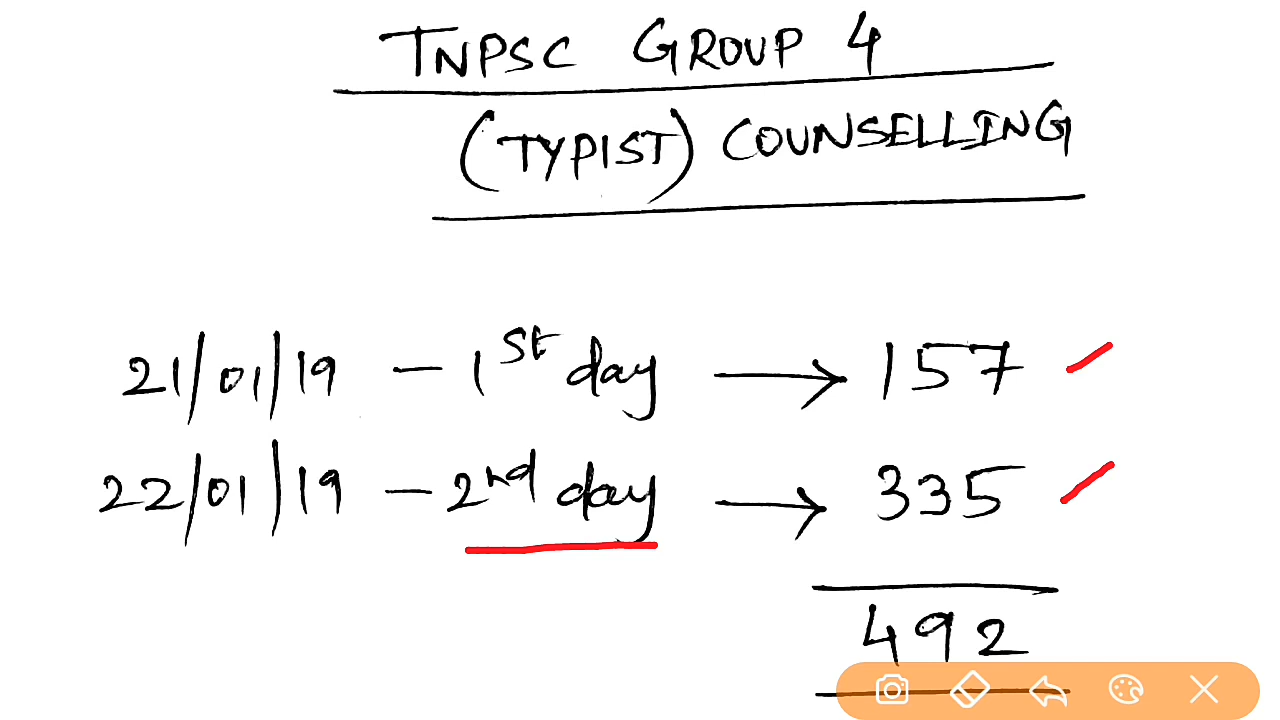 TNPSC GROUP 4
(TYPIST) COUNSELLING
21/01/19 - 1st day → 157
22/01/19 - 2nd day → 335
492